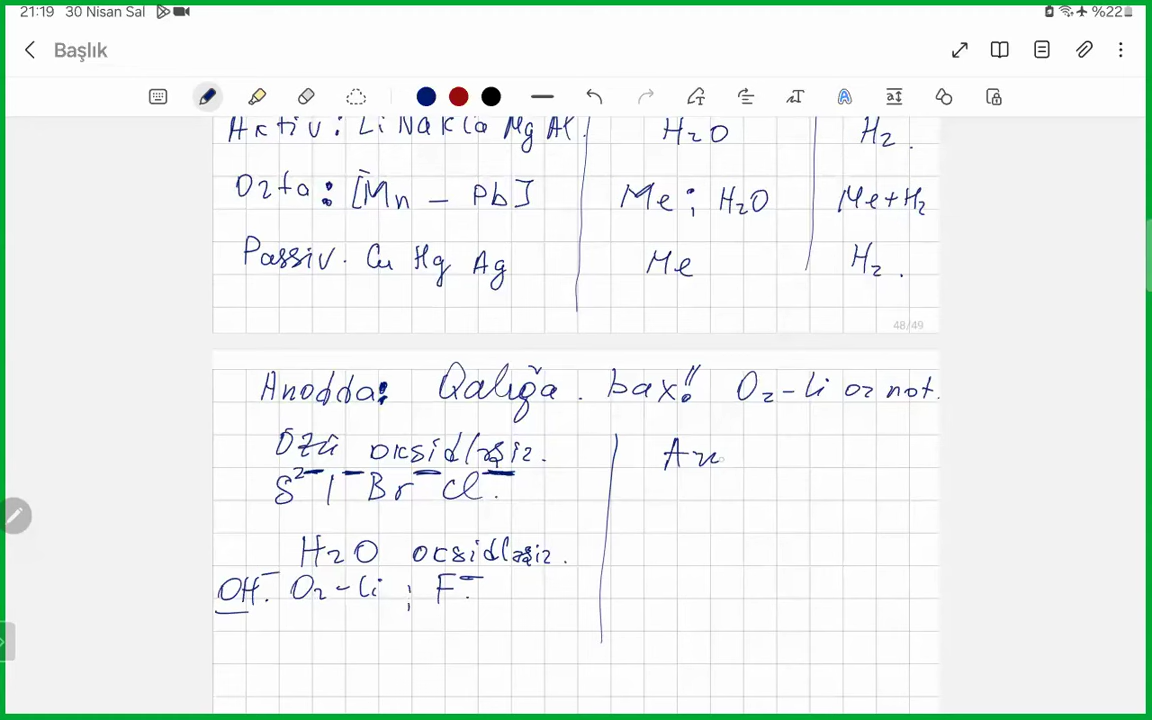 21:19 30 Nisan Sal %22
Başlık
Aktiv: Li Na K Ca Mg Al. H₂O H₂.
Orta: [Mn – Pb] Me; H₂O Me+H₂
Passiv. Cu Hg Ag Me H₂.
48/49
Anodda: Qalığa. bax! O₂-li or not.
Özü oksidləşir. An
S²⁻ I⁻ Br⁻ Cl⁻.
H₂O oksidləşir.
OH⁻. O₂-li ; F⁻.